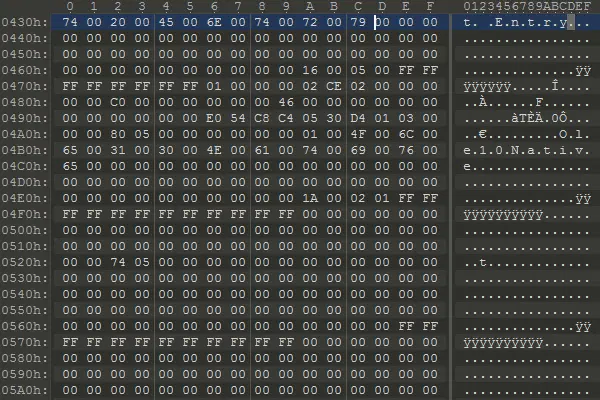 0 1 2 3 4 5 6 7 8 9 A B C D E F 0123456789ABCDEF
0430h: 74 00 20 00 45 00 6E 00 74 00 72 00 79 00 00 00 t. .E.n.t.r.y...
0440h: 00 00 00 00 00 00 00 00 00 00 00 00 00 00 00 00 ................
0450h: 00 00 00 00 00 00 00 00 00 00 00 00 00 00 00 00 ................
0460h: 00 00 00 00 00 00 00 00 00 00 16 00 05 00 FF FF ..............ÿÿ
0470h: FF FF FF FF FF FF 01 00 00 00 02 CE 02 00 00 00 ÿÿÿÿÿÿ.....Î....
0480h: 00 00 C0 00 00 00 00 00 00 46 00 00 00 00 00 00 ..À......F......
0490h: 00 00 00 00 00 00 E0 54 C8 C4 05 30 D4 01 03 00 ......àTÈÄ.0Ô...
04A0h: 00 00 80 05 00 00 00 00 00 00 01 00 4F 00 6C 00 ..€.........O.l.
04B0h: 65 00 31 00 30 00 4E 00 61 00 74 00 69 00 76 00 e.1.0.N.a.t.i.v.
04C0h: 65 00 00 00 00 00 00 00 00 00 00 00 00 00 00 00 e...............
04D0h: 00 00 00 00 00 00 00 00 00 00 00 00 00 00 00 00 ................
04E0h: 00 00 00 00 00 00 00 00 00 00 1A 00 02 01 FF FF ..............ÿÿ
04F0h: FF FF FF FF FF FF FF FF FF FF 00 00 00 00 00 00 ÿÿÿÿÿÿÿÿÿÿ......
0500h: 00 00 00 00 00 00 00 00 00 00 00 00 00 00 00 00 ................
0510h: 00 00 00 00 00 00 00 00 00 00 00 00 00 00 00 00 ................
0520h: 00 00 74 05 00 00 00 00 00 00 00 00 00 00 00 00 ..t.............
0530h: 00 00 00 00 00 00 00 00 00 00 00 00 00 00 00 00 ................
0540h: 00 00 00 00 00 00 00 00 00 00 00 00 00 00 00 00 ................
0550h: 00 00 00 00 00 00 00 00 00 00 00 00 00 00 00 00 ................
0560h: 00 00 00 00 00 00 00 00 00 00 00 00 00 00 FF FF ..............ÿÿ
0570h: FF FF FF FF FF FF FF FF FF FF 00 00 00 00 00 00 ÿÿÿÿÿÿÿÿÿÿ......
0580h: 00 00 00 00 00 00 00 00 00 00 00 00 00 00 00 00 ................
0590h: 00 00 00 00 00 00 00 00 00 00 00 00 00 00 00 00 ................
05A0h: 00 00 00 00 00 00 00 00 00 00 00 00 00 00 00 00 ................